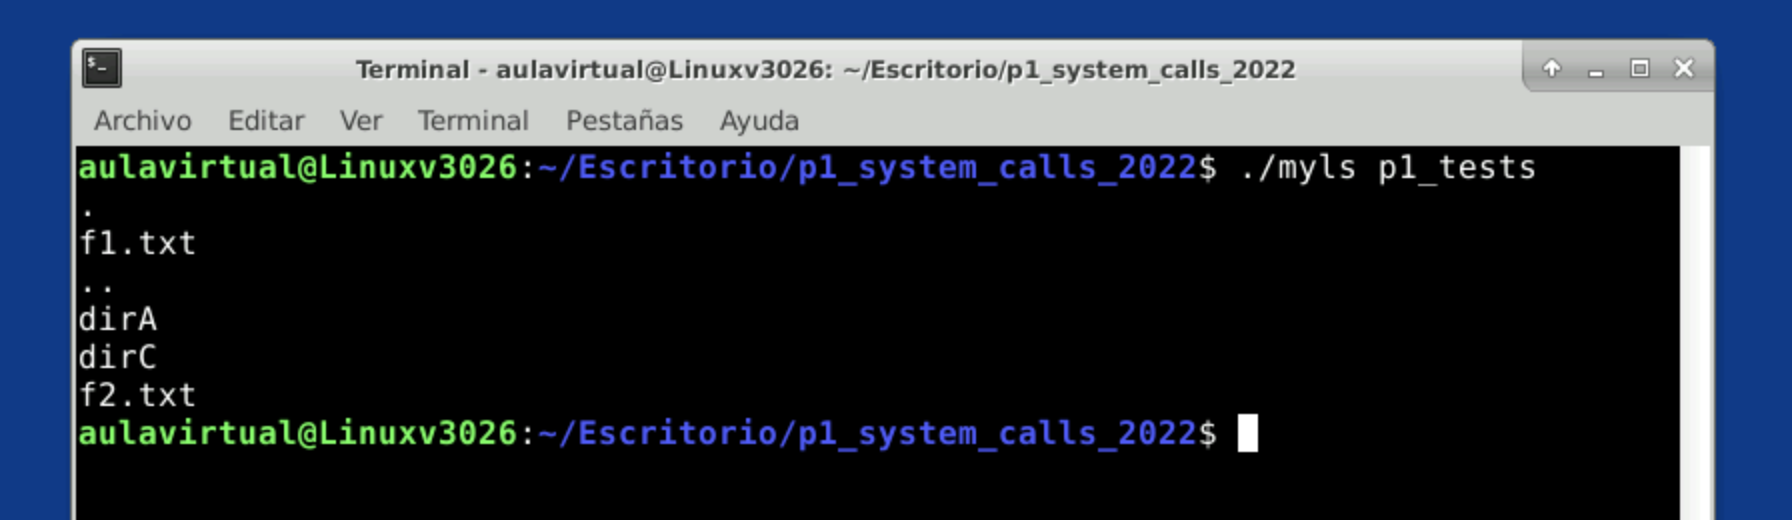 Terminal - aulavirtual@Linuxv3026: ~/Escritorio/p1_system_calls_2022
Archivo Editar Ver Terminal Pestañas Ayuda
aulavirtual@Linuxv3026:~/Escritorio/p1_system_calls_2022$ ./myls p1_tests
.
f1.txt
..
dirA
dirC
f2.txt
aulavirtual@Linuxv3026:~/Escritorio/p1_system_calls_2022$